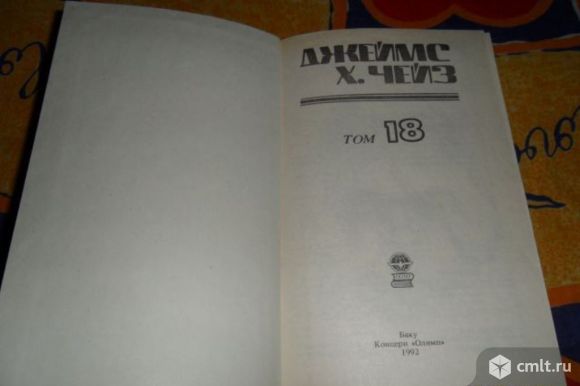 ДЖЕЙМС
Х. ЧЕЙЗ
ТОМ 18
Баку
Концерн «Олимп»
1992
cmlt.ru